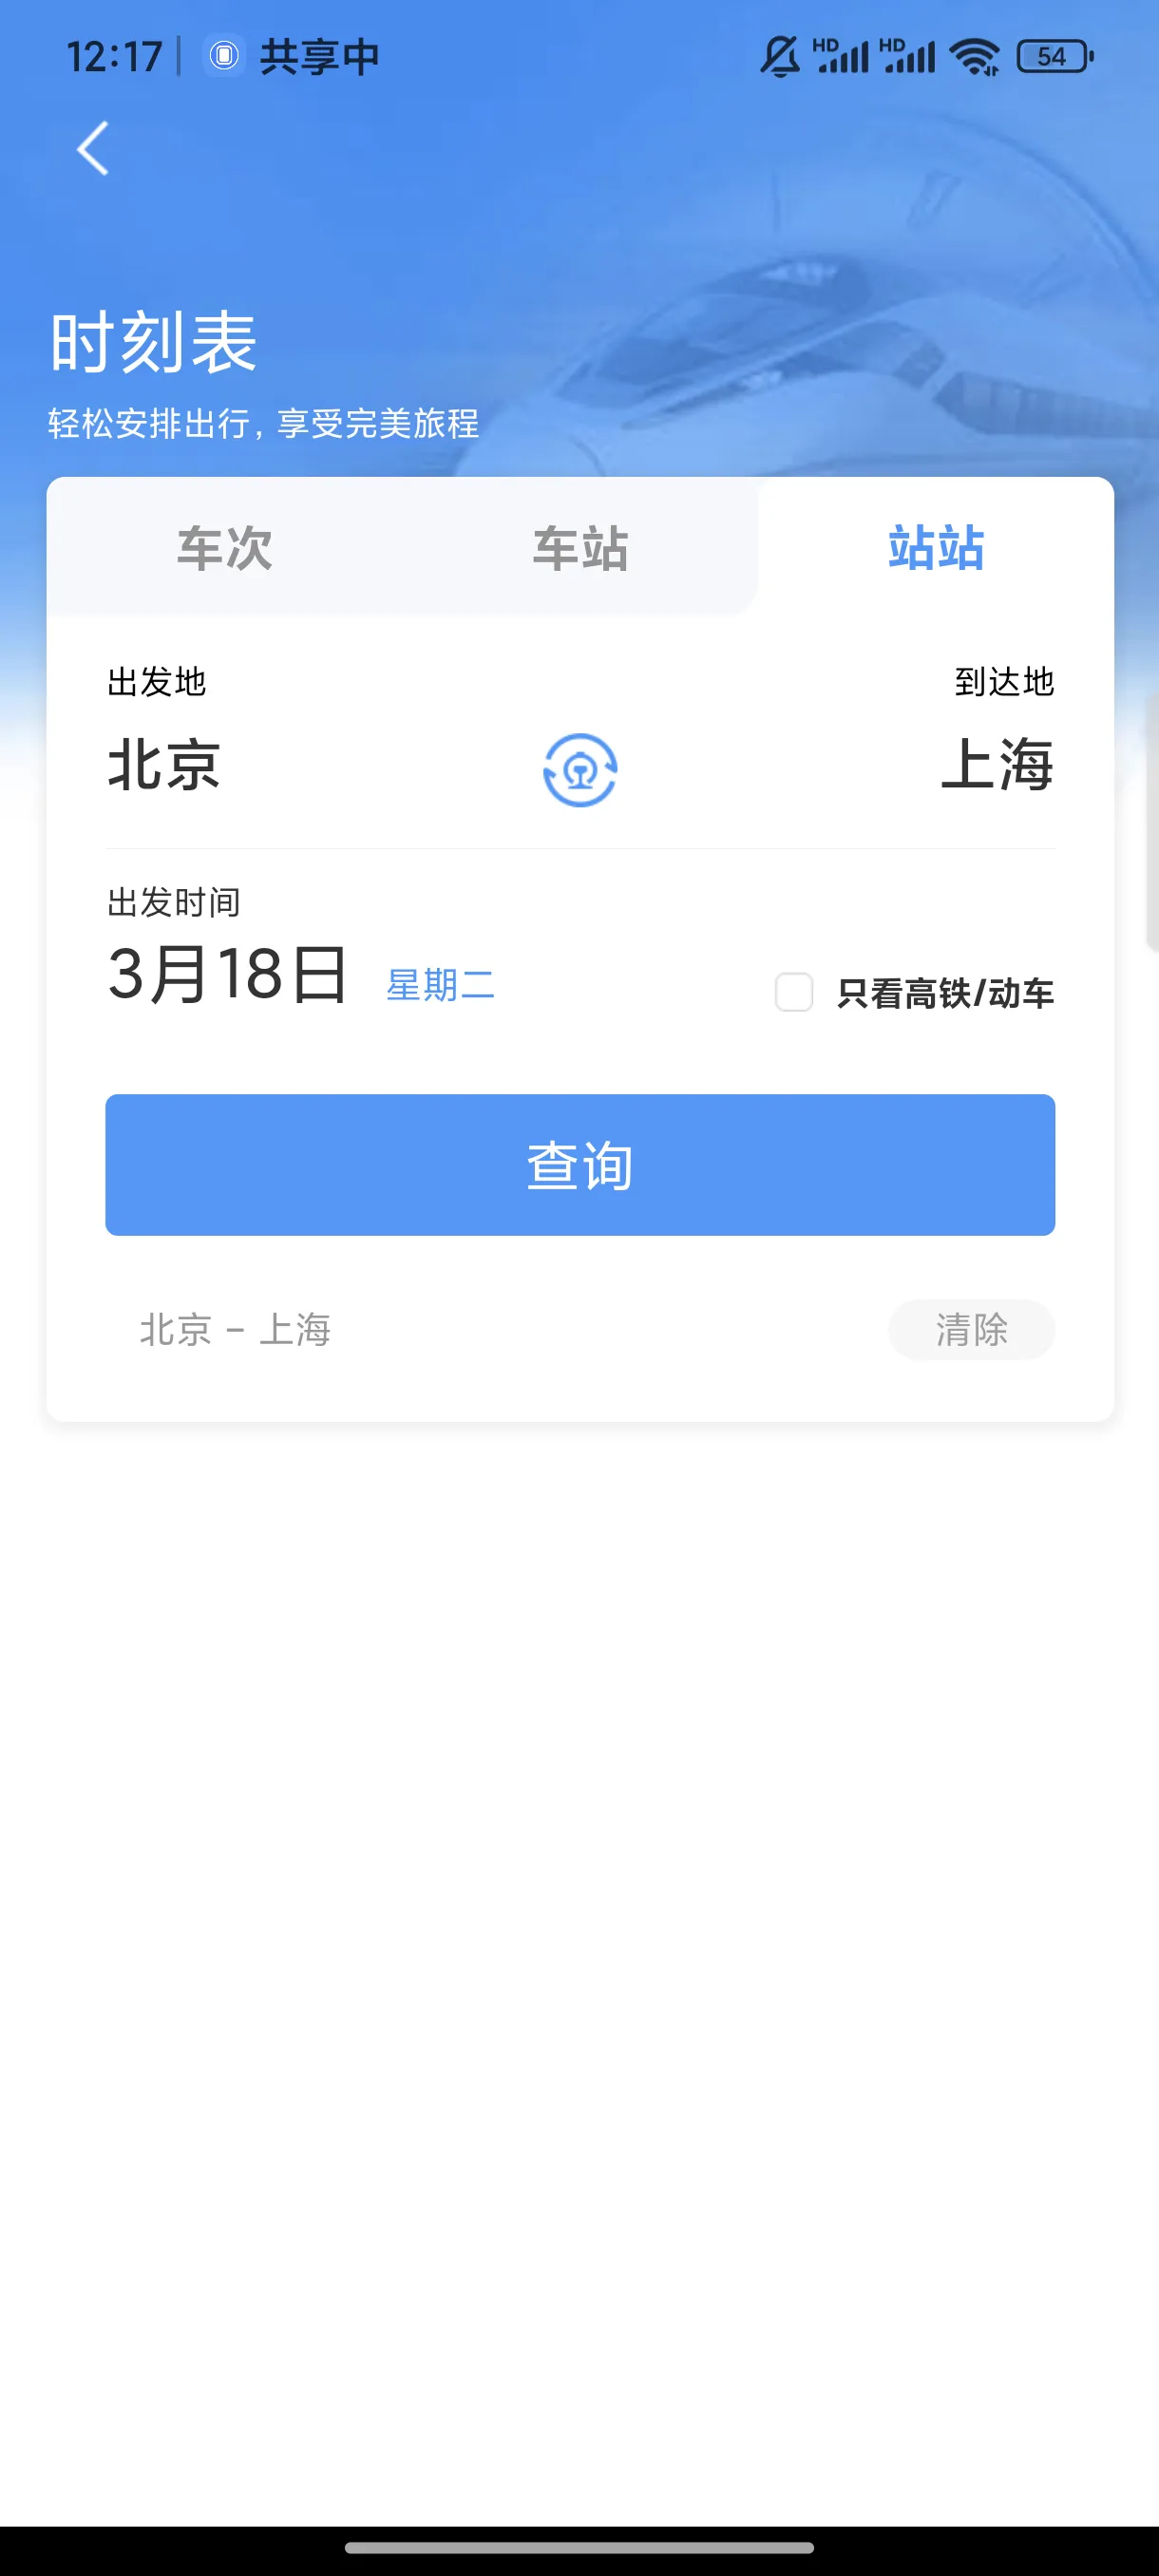 12:17 共享中 HD HD 54
时刻表
轻松安排出行，享受完美旅程
车次 车站 站站
出发地 到达地
北京 上海
出发时间
3月18日 星期二 只看高铁/动车
查询
北京 – 上海 清除